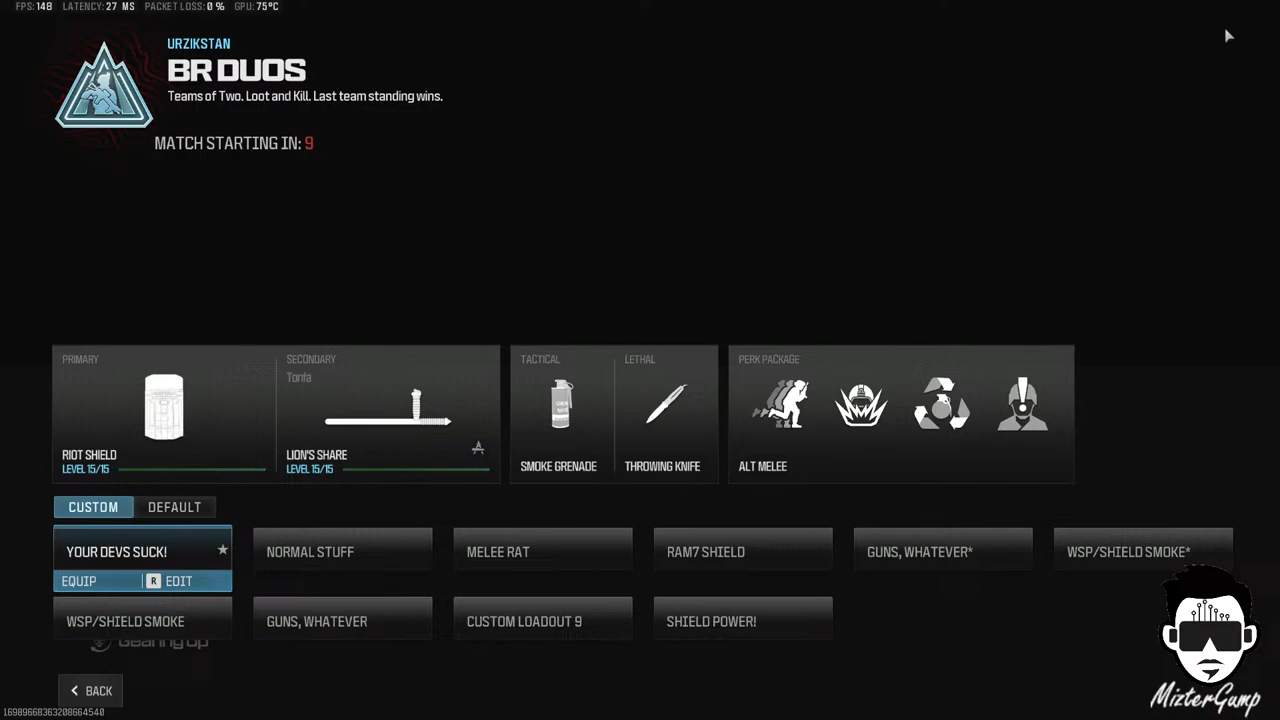 FPS: 148 LATENCY: 27 MS PACKET LOSS: 0 % GPU: 75°C
URZIKSTAN
BR DUOS
Teams of Two. Loot and Kill. Last team standing wins.
MATCH STARTING IN: 9
PRIMARY
SECONDARY
TACTICAL
LETHAL
PERK PACKAGE
Tonfa
RIOT SHIELD
LION'S SHARE
LEVEL 15/15
LEVEL 15/15
SMOKE GRENADE
THROWING KNIFE
ALT MELEE
CUSTOM
DEFAULT
YOUR DEVS SUCK!
NORMAL STUFF
MELEE RAT
RAM7 SHIELD
GUNS, WHATEVER*
WSP/SHIELD SMOKE*
EQUIP
R EDIT
WSP/SHIELD SMOKE
GUNS, WHATEVER
CUSTOM LOADOUT 9
SHIELD POWER!
Gearing Up
BACK
MizterGump